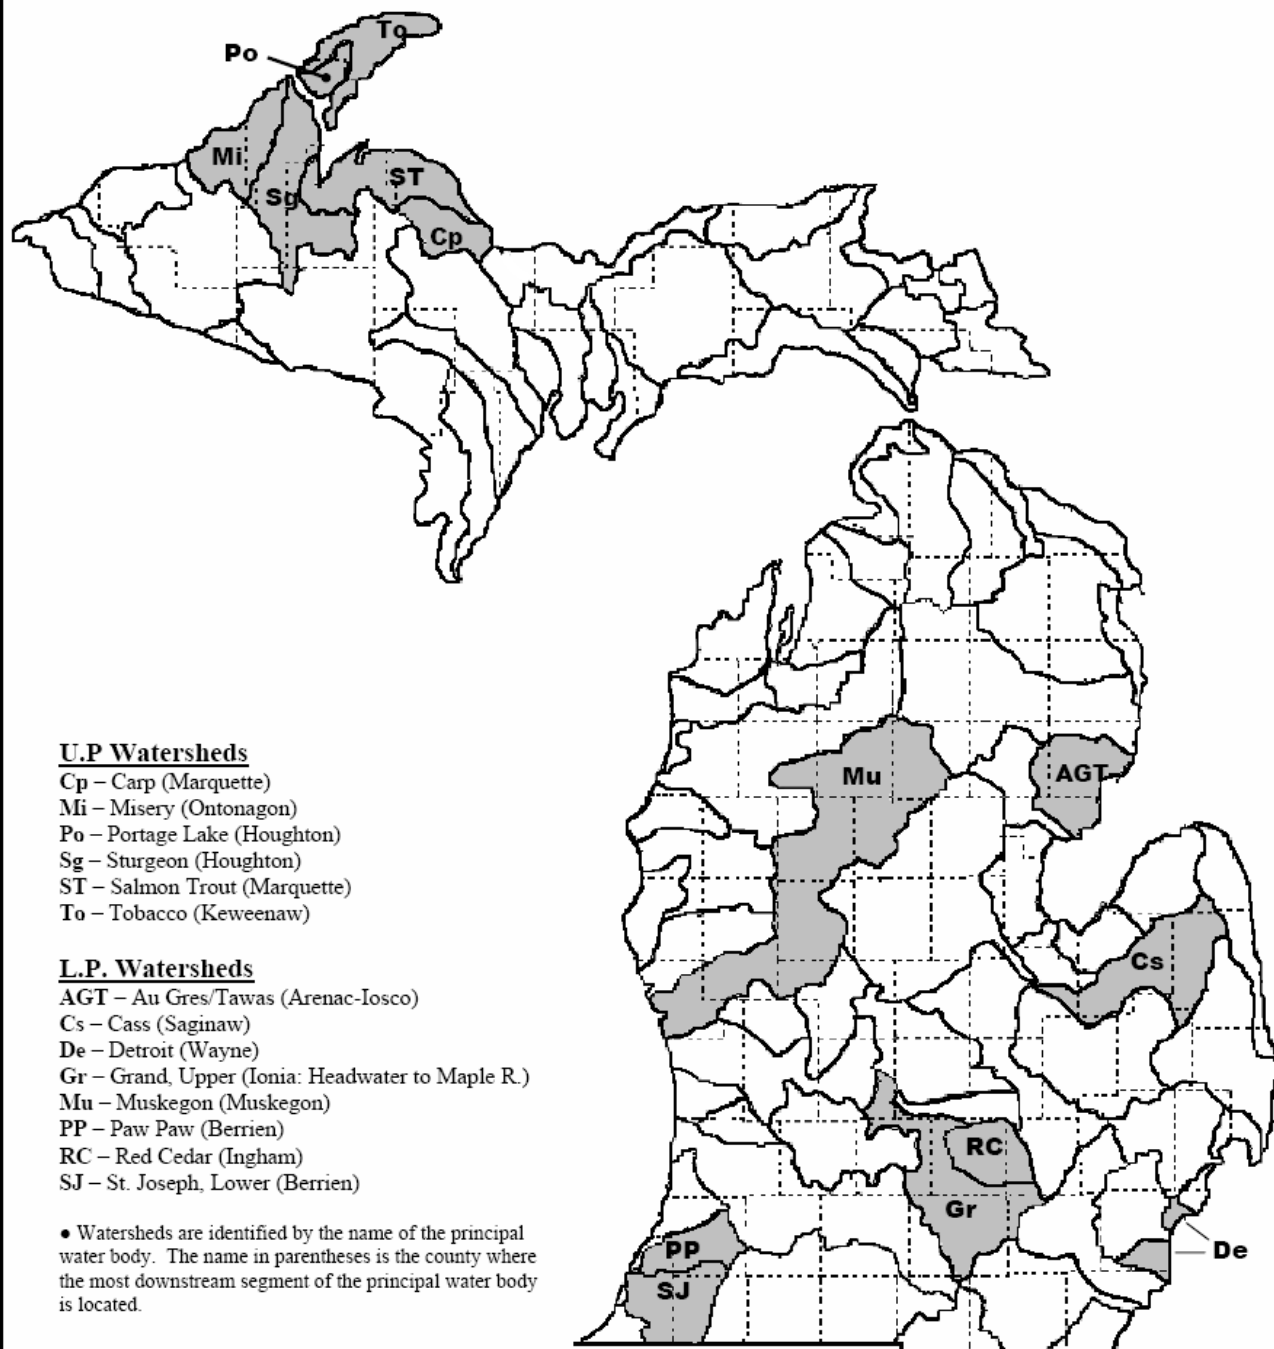 To
Po
Mi
ST
Sg
Cp
U.P Watersheds
Cp – Carp (Marquette)
Mi – Misery (Ontonagon)
Po – Portage Lake (Houghton)
Sg – Sturgeon (Houghton)
ST – Salmon Trout (Marquette)
To – Tobacco (Keweenaw)
L.P. Watersheds
AGT – Au Gres/Tawas (Arenac-Iosco)
Cs – Cass (Saginaw)
De – Detroit (Wayne)
Gr – Grand, Upper (Ionia: Headwater to Maple R.)
Mu – Muskegon (Muskegon)
PP – Paw Paw (Berrien)
RC – Red Cedar (Ingham)
SJ – St. Joseph, Lower (Berrien)
● Watersheds are identified by the name of the principal
water body. The name in parentheses is the county where
the most downstream segment of the principal water body
is located.
Mu
AGT
Cs
RC
Gr
PP
De
SJ